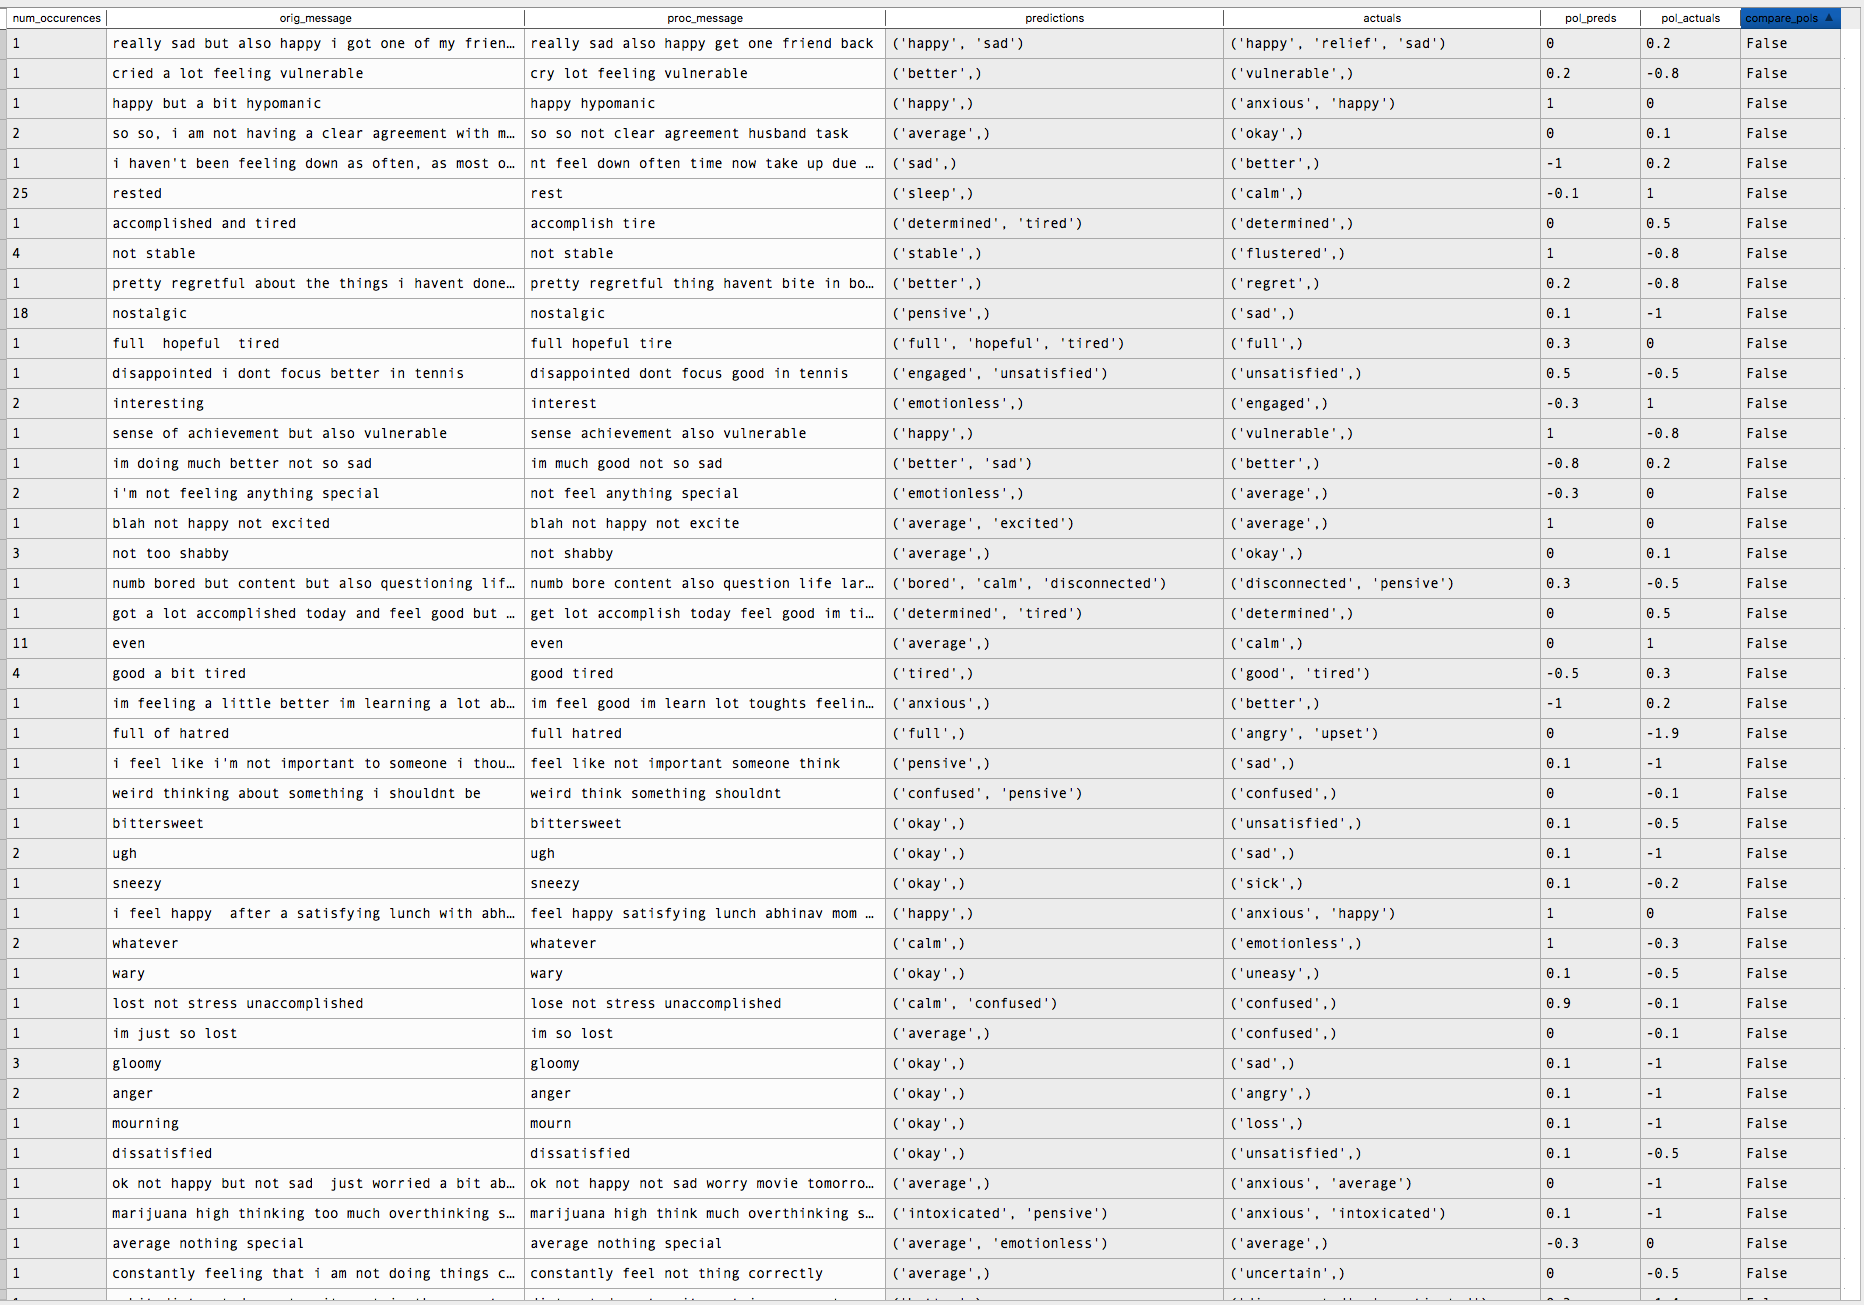 num_occurences orig_message proc_message predictions actuals pol_preds pol_actuals compare_pols
1 really sad but also happy i got one of my frien… really sad also happy get one friend back ('happy', 'sad') ('happy', 'relief', 'sad') 0 0.2 False
1 cried a lot feeling vulnerable cry lot feeling vulnerable ('better',) ('vulnerable',) 0.2 -0.8 False
1 happy but a bit hypomanic happy hypomanic ('happy',) ('anxious', 'happy') 1 0 False
2 so so, i am not having a clear agreement with m… so so not clear agreement husband task ('average',) ('okay',) 0 0.1 False
1 i haven't been feeling down as often, as most o… nt feel down often time now take up due … ('sad',) ('better',) -1 0.2 False
25 rested rest ('sleep',) ('calm',) -0.1 1 False
1 accomplished and tired accomplish tire ('determined', 'tired') ('determined',) 0 0.5 False
4 not stable not stable ('stable',) ('flustered',) 1 -0.8 False
1 pretty regretful about the things i havent done… pretty regretful thing havent bite in bo… ('better',) ('regret',) 0.2 -0.8 False
18 nostalgic nostalgic ('pensive',) ('sad',) 0.1 -1 False
1 full  hopeful  tired full hopeful tire ('full', 'hopeful', 'tired') ('full',) 0.3 0 False
1 disappointed i dont focus better in tennis disappointed dont focus good in tennis ('engaged', 'unsatisfied') ('unsatisfied',) 0.5 -0.5 False
2 interesting interest ('emotionless',) ('engaged',) -0.3 1 False
1 sense of achievement but also vulnerable sense achievement also vulnerable ('happy',) ('vulnerable',) 1 -0.8 False
1 im doing much better not so sad im much good not so sad ('better', 'sad') ('better',) -0.8 0.2 False
2 i'm not feeling anything special not feel anything special ('emotionless',) ('average',) -0.3 0 False
1 blah not happy not excited blah not happy not excite ('average', 'excited') ('average',) 1 0 False
3 not too shabby not shabby ('average',) ('okay',) 0 0.1 False
1 numb bored but content but also questioning lif… numb bore content also question life lar… ('bored', 'calm', 'disconnected') ('disconnected', 'pensive') 0.3 -0.5 False
1 got a lot accomplished today and feel good but … get lot accomplish today feel good im ti… ('determined', 'tired') ('determined',) 0 0.5 False
11 even even ('average',) ('calm',) 0 1 False
4 good a bit tired good tired ('tired',) ('good', 'tired') -0.5 0.3 False
1 im feeling a little better im learning a lot ab… im feel good im learn lot toughts feelin… ('anxious',) ('better',) -1 0.2 False
1 full of hatred full hatred ('full',) ('angry', 'upset') 0 -1.9 False
1 i feel like i'm not important to someone i thou… feel like not important someone think ('pensive',) ('sad',) 0.1 -1 False
1 weird thinking about something i shouldnt be weird think something shouldnt ('confused', 'pensive') ('confused',) 0 -0.1 False
1 bittersweet bittersweet ('okay',) ('unsatisfied',) 0.1 -0.5 False
2 ugh ugh ('okay',) ('sad',) 0.1 -1 False
1 sneezy sneezy ('okay',) ('sick',) 0.1 -0.2 False
1 i feel happy  after a satisfying lunch with abh… feel happy satisfying lunch abhinav mom … ('happy',) ('anxious', 'happy') 1 0 False
2 whatever whatever ('calm',) ('emotionless',) 1 -0.3 False
1 wary wary ('okay',) ('uneasy',) 0.1 -0.5 False
1 lost not stress unaccomplished lose not stress unaccomplished ('calm', 'confused') ('confused',) 0.9 -0.1 False
1 im just so lost im so lost ('average',) ('confused',) 0 -0.1 False
3 gloomy gloomy ('okay',) ('sad',) 0.1 -1 False
2 anger anger ('okay',) ('angry',) 0.1 -1 False
1 mourning mourn ('okay',) ('loss',) 0.1 -1 False
1 dissatisfied dissatisfied ('okay',) ('unsatisfied',) 0.1 -0.5 False
1 ok not happy but not sad  just worried a bit ab… ok not happy not sad worry movie tomorro… ('average',) ('anxious', 'average') 0 -1 False
1 marijuana high thinking too much overthinking s… marijuana high think much overthinking s… ('intoxicated', 'pensive') ('anxious', 'intoxicated') 0.1 -1 False
1 average nothing special average nothing special ('average', 'emotionless') ('average',) -0.3 0 False
1 constantly feeling that i am not doing things c… constantly feel not thing correctly ('average',) ('uncertain',) 0 -0.5 False